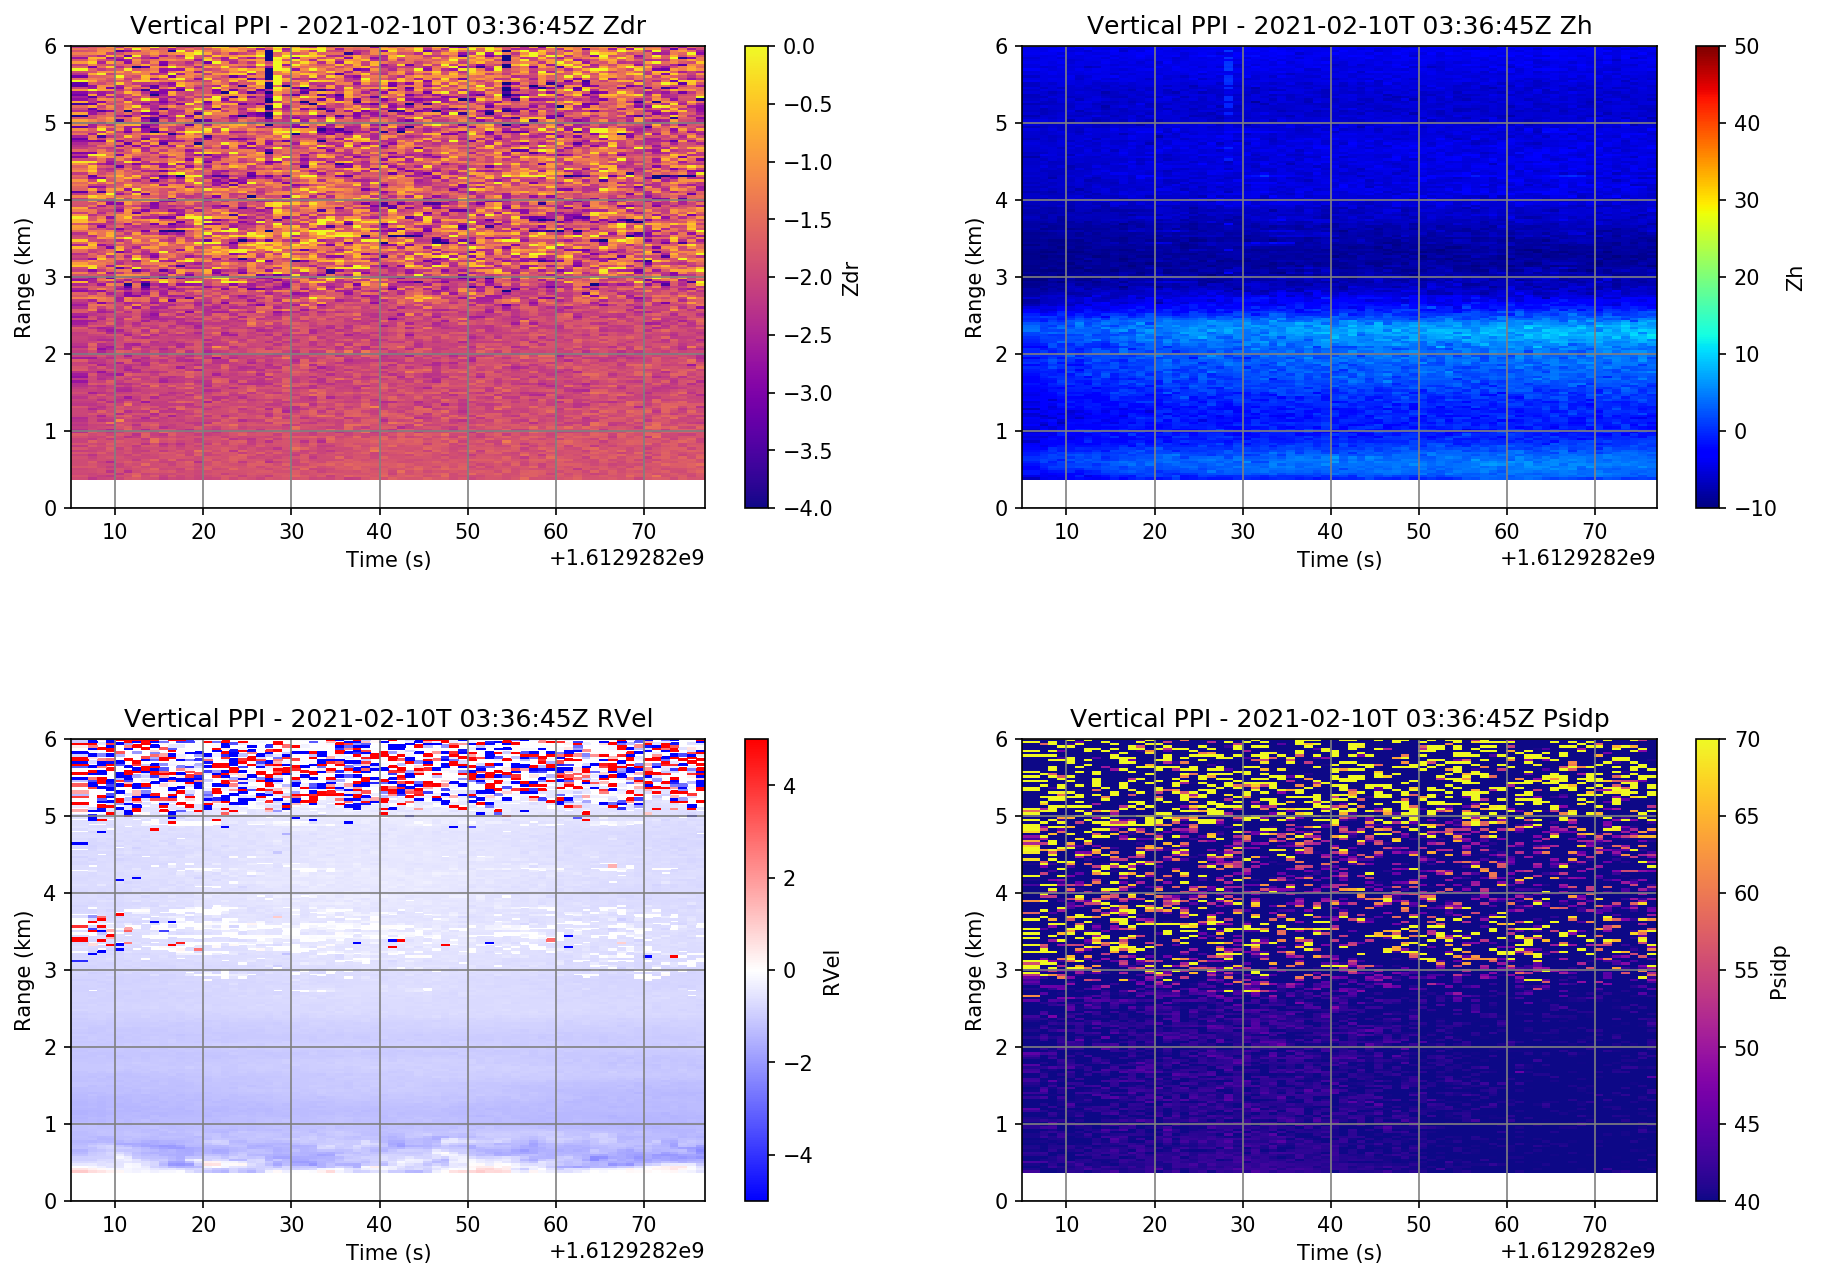 Vertical PPI - 2021-02-10T 03:36:45Z Zdr
6
5
4
3
2
1
0
Range (km)
10 20 30 40 50 60 70
Time (s)
+1.6129282e9
0.0
−0.5
−1.0
−1.5
−2.0
−2.5
−3.0
−3.5
−4.0
Zdr
Vertical PPI - 2021-02-10T 03:36:45Z Zh
6
5
4
3
2
1
0
Range (km)
10 20 30 40 50 60 70
Time (s)
+1.6129282e9
50
40
30
20
10
0
−10
Zh
Vertical PPI - 2021-02-10T 03:36:45Z RVel
6
5
4
3
2
1
0
Range (km)
10 20 30 40 50 60 70
Time (s)
+1.6129282e9
4
2
0
−2
−4
RVel
Vertical PPI - 2021-02-10T 03:36:45Z Psidp
6
5
4
3
2
1
0
Range (km)
10 20 30 40 50 60 70
Time (s)
+1.6129282e9
70
65
60
55
50
45
40
Psidp